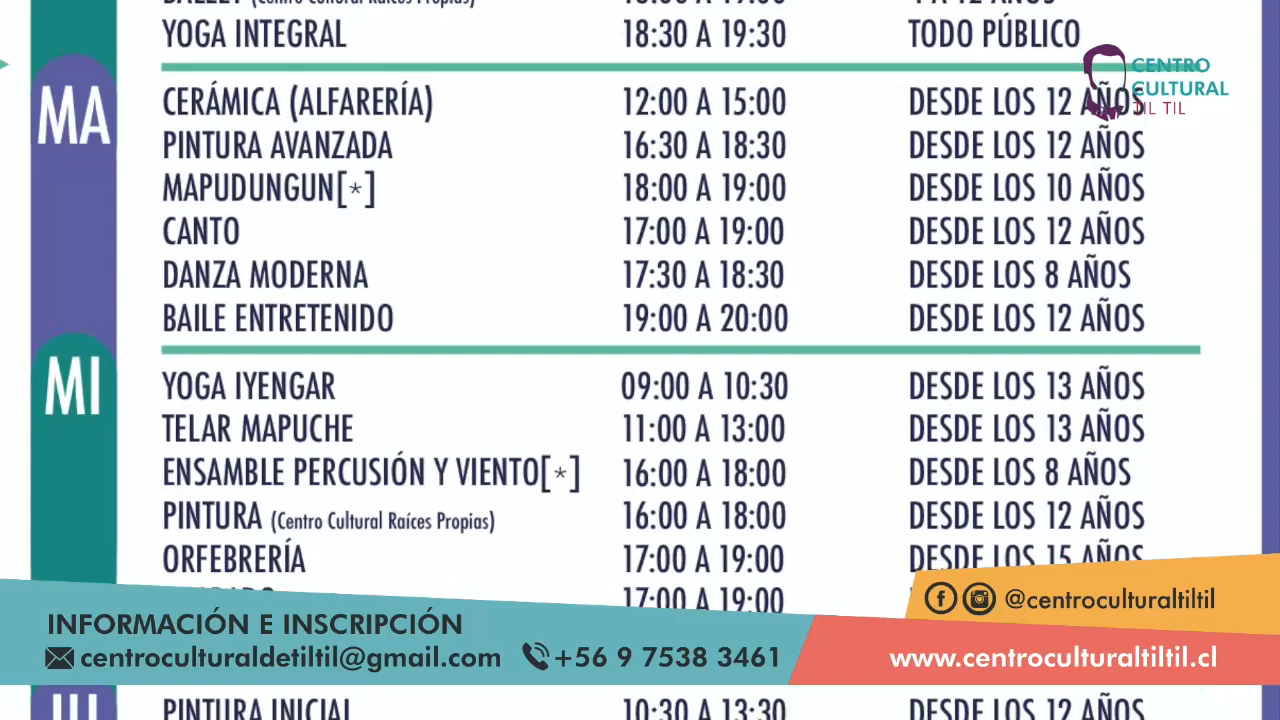 (Centro Cultural Raíces Propias)
YOGA INTEGRAL 18:30 A 19:30 TODO PÚBLICO
CENTRO CULTURAL TIL TIL
MA
CERÁMICA (ALFARERÍA) 12:00 A 15:00 DESDE LOS 12 AÑOS
PINTURA AVANZADA 16:30 A 18:30 DESDE LOS 12 AÑOS
MAPUDUNGUN[*] 18:00 A 19:00 DESDE LOS 10 AÑOS
CANTO 17:00 A 19:00 DESDE LOS 12 AÑOS
DANZA MODERNA 17:30 A 18:30 DESDE LOS 8 AÑOS
BAILE ENTRETENIDO 19:00 A 20:00 DESDE LOS 12 AÑOS
MI
YOGA IYENGAR 09:00 A 10:30 DESDE LOS 13 AÑOS
TELAR MAPUCHE 11:00 A 13:00 DESDE LOS 13 AÑOS
ENSAMBLE PERCUSIÓN Y VIENTO[*] 16:00 A 18:00 DESDE LOS 8 AÑOS
PINTURA (Centro Cultural Raíces Propias) 16:00 A 18:00 DESDE LOS 12 AÑOS
ORFEBRERÍA 17:00 A 19:00 DESDE LOS 15 AÑOS
17:00 A 19:00
@centroculturaltiltil
INFORMACIÓN E INSCRIPCIÓN
centroculturaldetiltil@gmail.com +56 9 7538 3461
www.centroculturaltiltil.cl
PINTURA INICIAL 10:30 A 13:30 DESDE LOS 12 AÑOS